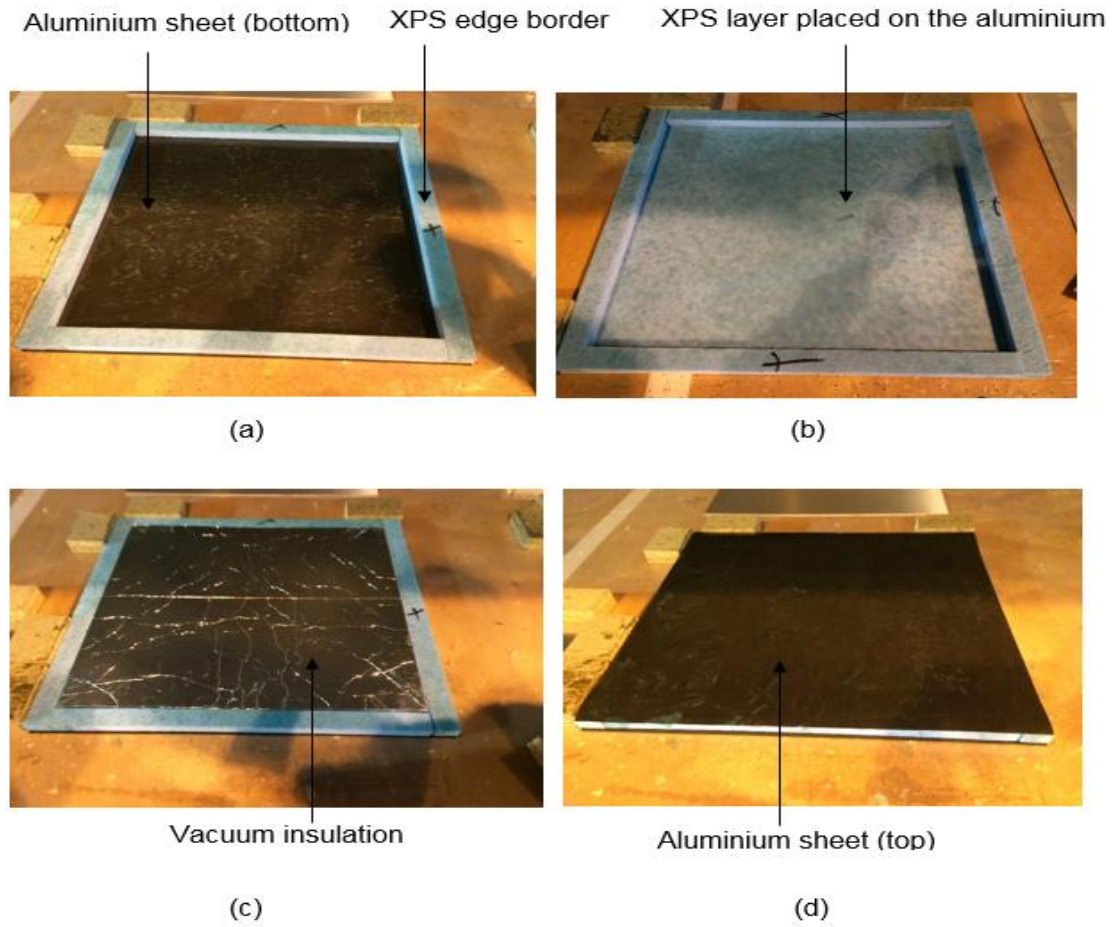 Aluminium sheet (bottom)
XPS edge border
XPS layer placed on the aluminium
(a)
(b)
Vacuum insulation
Aluminium sheet (top)
(c)
(d)